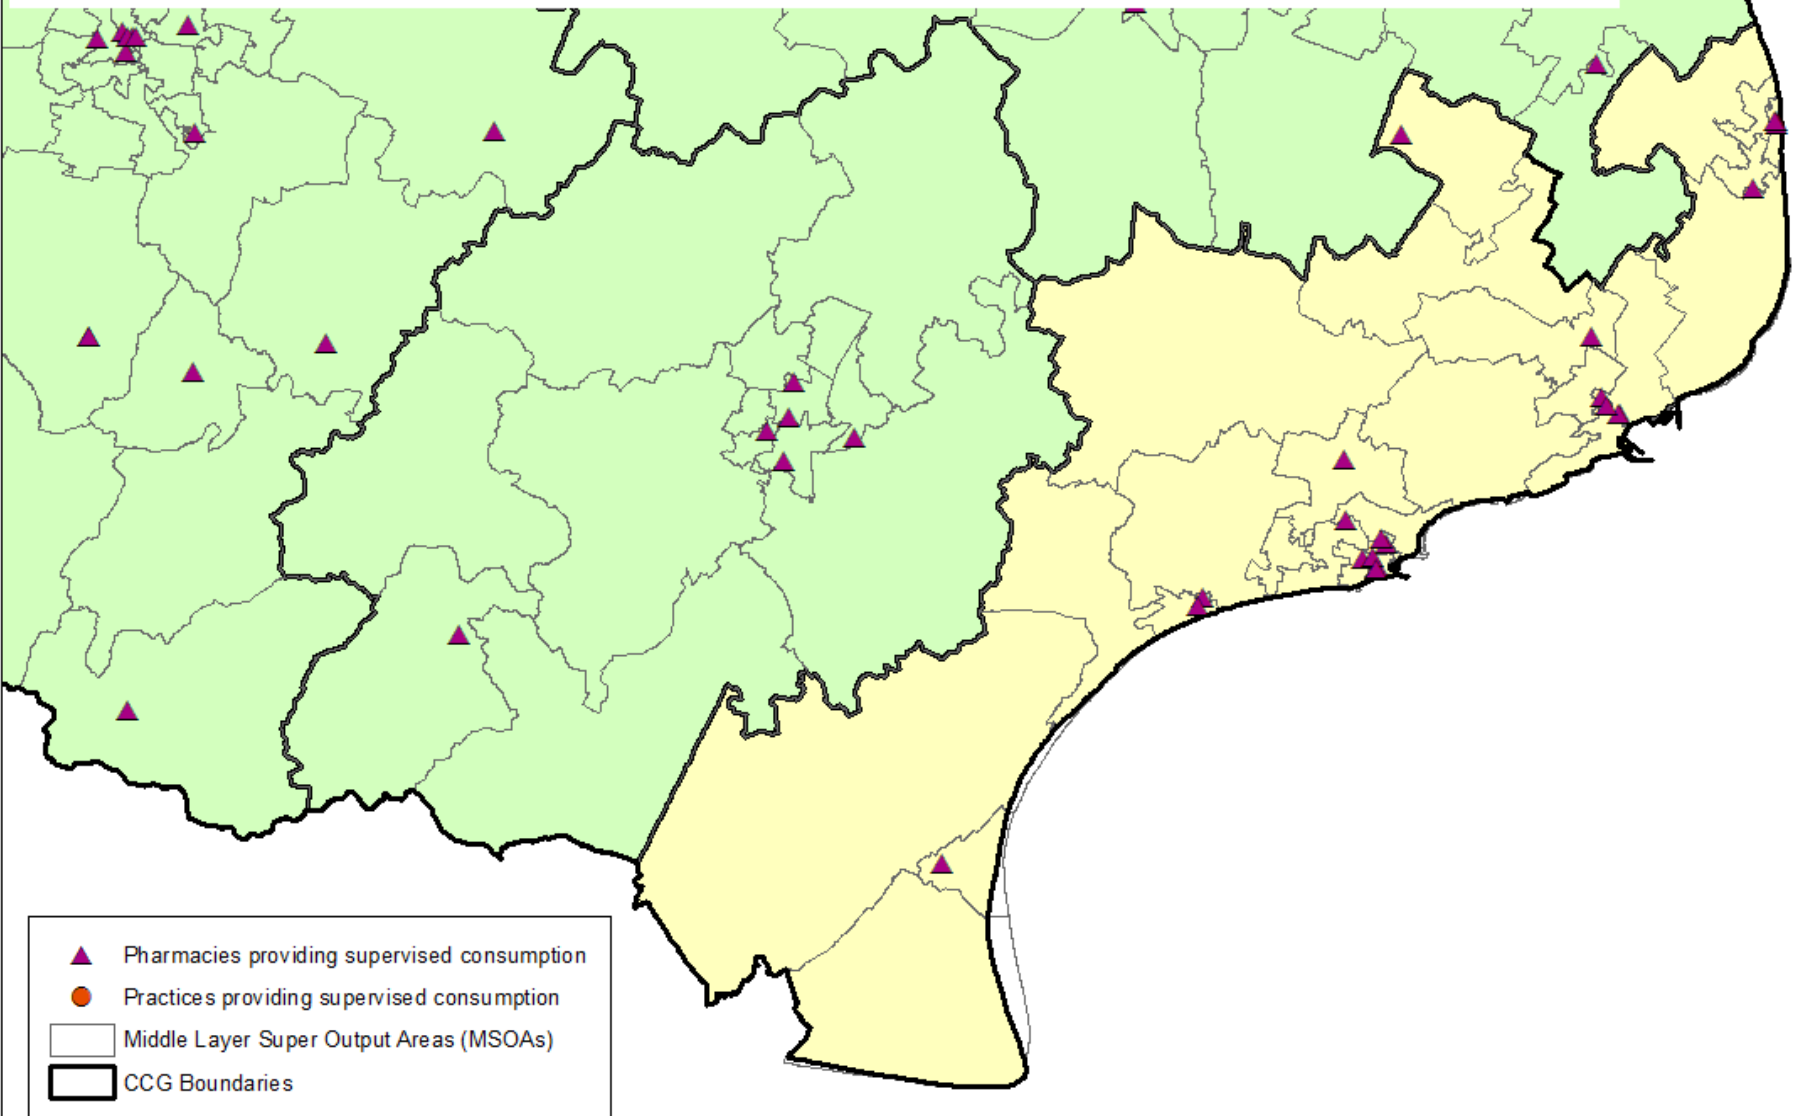 Pharmacies providing supervised consumption
Practices providing supervised consumption
Middle Layer Super Output Areas (MSOAs)
CCG Boundaries